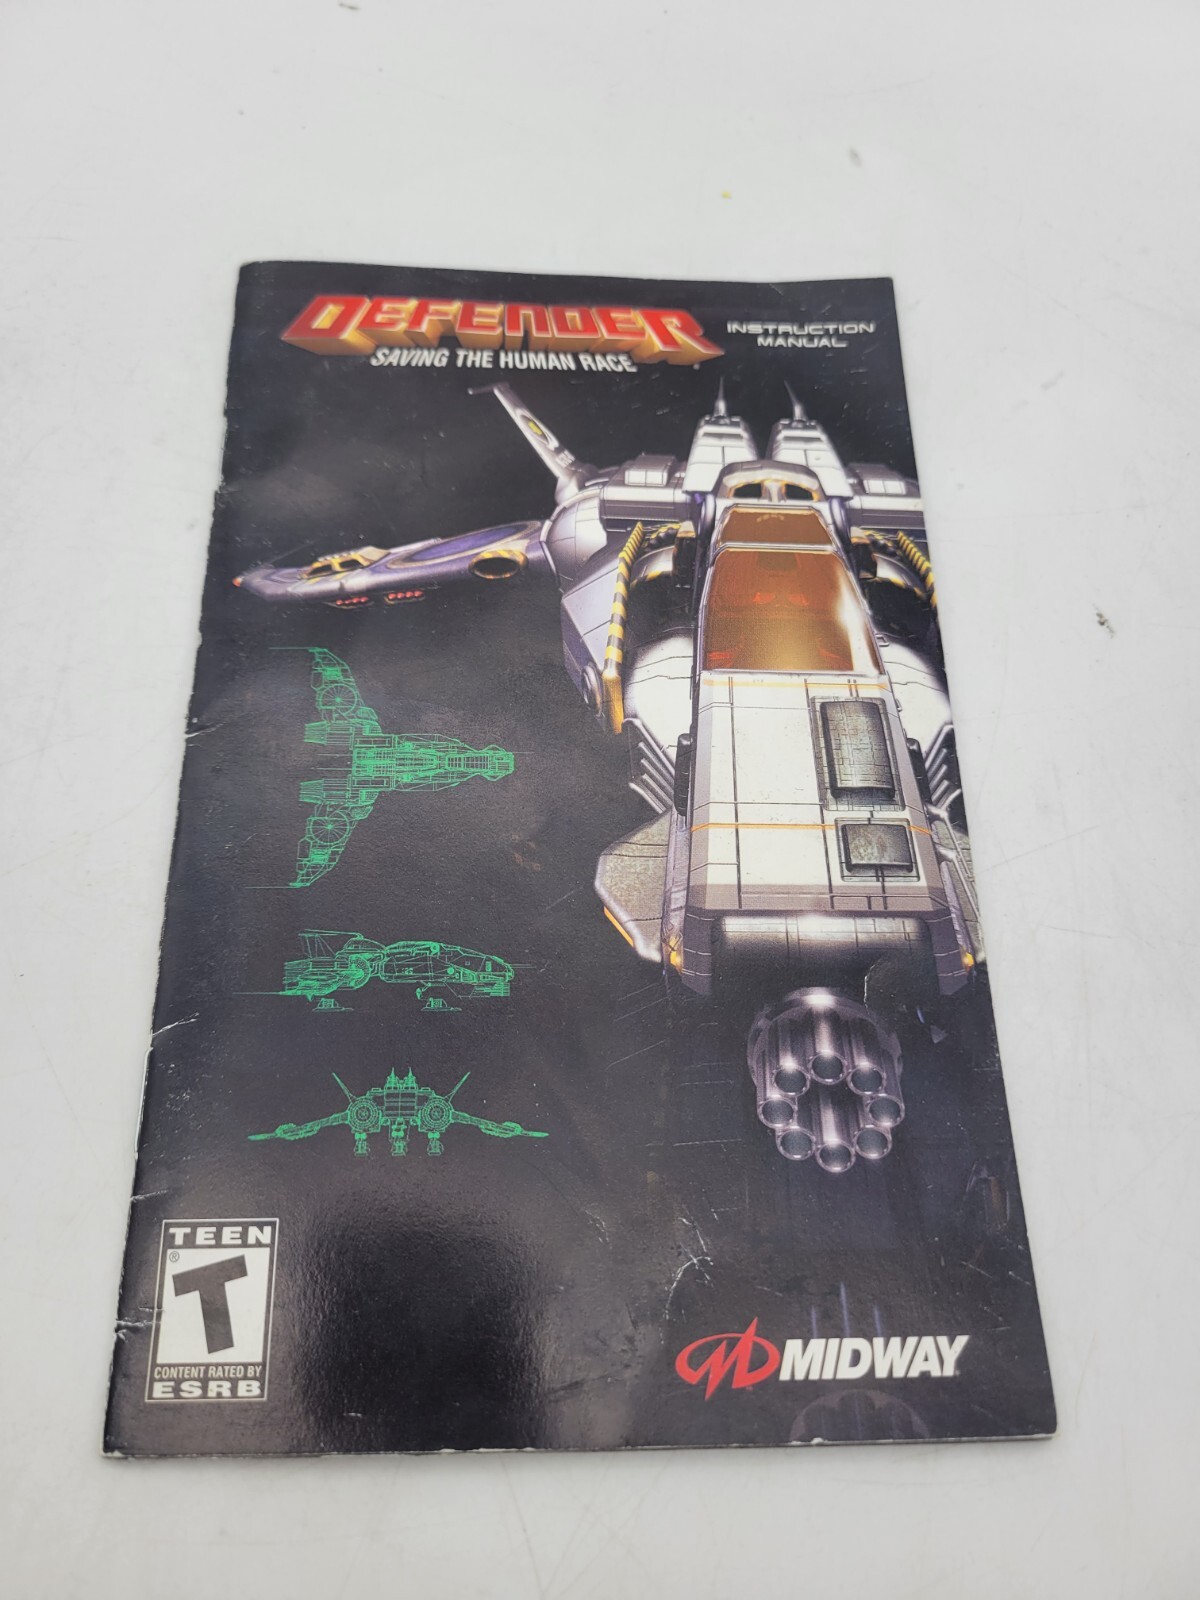 DEFENDER
SAVING THE HUMAN RACE
INSTRUCTION
MANUAL
TEEN
T
®
CONTENT RATED BY
ESRB
MIDWAY